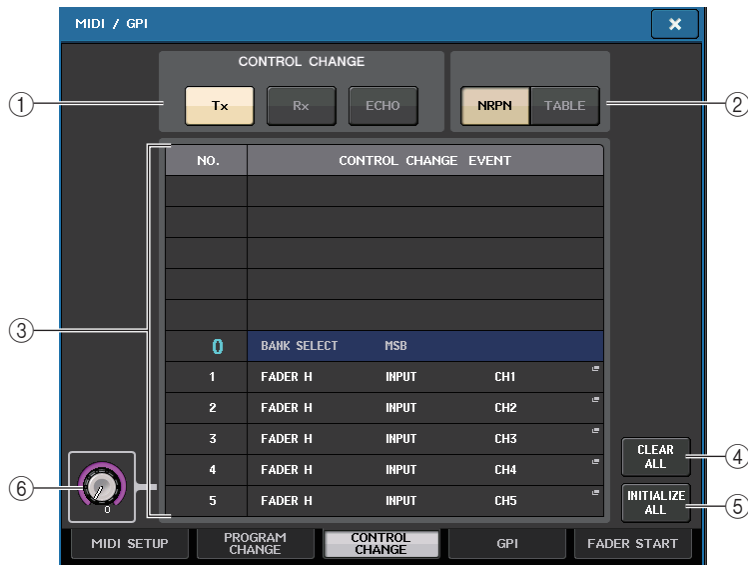 MIDI / GPI
CONTROL CHANGE
Tx
Rx
ECHO
NRPN
TABLE
1
2
NO.
CONTROL CHANGE EVENT
3
0 BANK SELECT MSB
1 FADER H INPUT CH1
2 FADER H INPUT CH2
3 FADER H INPUT CH3
4 FADER H INPUT CH4
5 FADER H INPUT CH5
CLEAR
ALL
4
INITIALIZE
ALL
5
6
0
MIDI SETUP
PROGRAM
CHANGE
CONTROL
CHANGE
GPI
FADER START